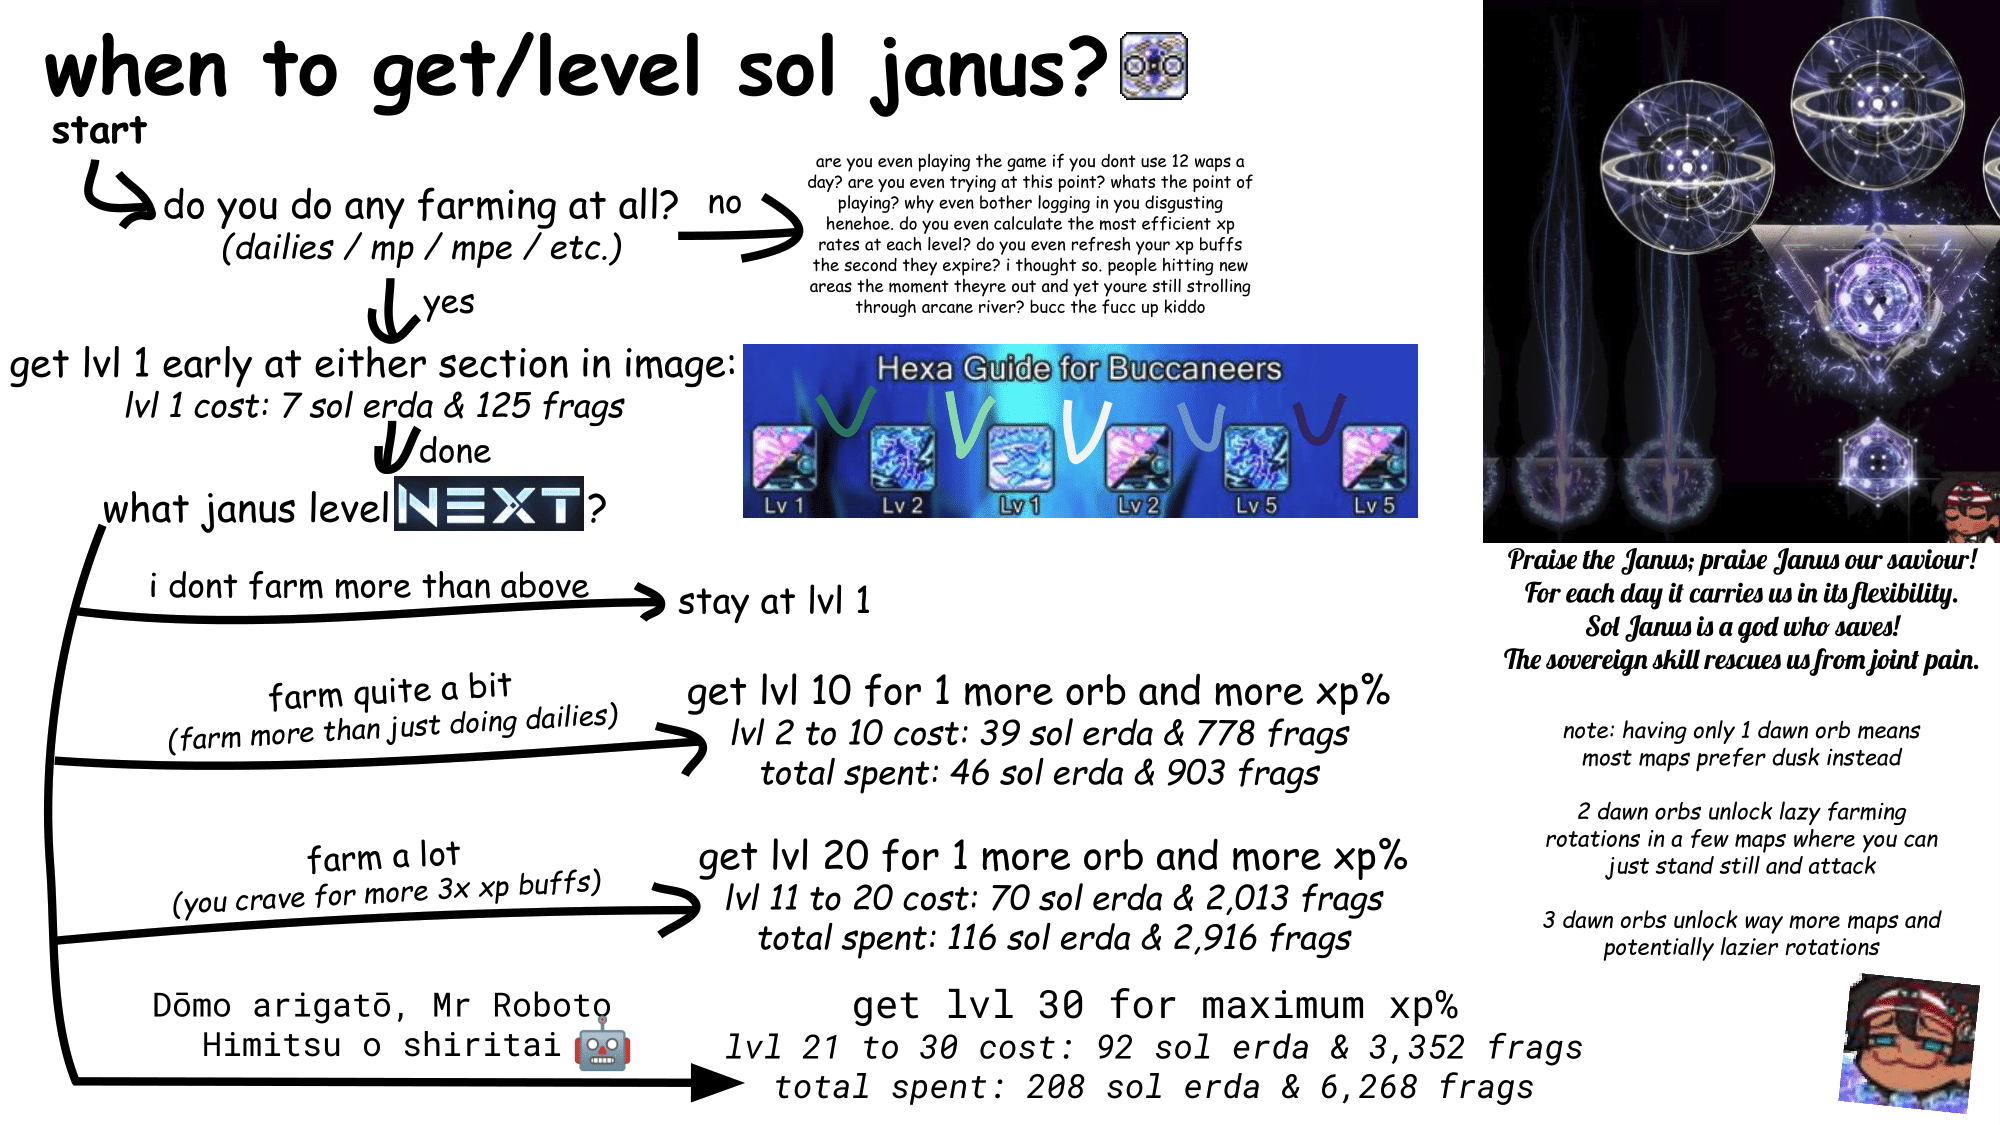 when to get/level sol janus?
start
do you do any farming at all?
(dailies / mp / mpe / etc.)
no
are you even playing the game if you dont use 12 waps a
day? are you even trying at this point? whats the point of
playing? why even bother logging in you disgusting
henehoe. do you even calculate the most efficient xp
rates at each level? do you even refresh your xp buffs
the second they expire? i thought so. people hitting new
areas the moment theyre out and yet youre still strolling
through arcane river? bucc the fucc up kiddo
yes
get lvl 1 early at either section in image:
lvl 1 cost: 7 sol erda & 125 frags
Hexa Guide for Buccaneers
Lv 1 Lv 2 Lv 1 Lv 2 Lv 5 Lv 5
done
what janus level NEXT ?
i dont farm more than above
stay at lvl 1
farm quite a bit
(farm more than just doing dailies)
get lvl 10 for 1 more orb and more xp%
lvl 2 to 10 cost: 39 sol erda & 778 frags
total spent: 46 sol erda & 903 frags
farm a lot
(you crave for more 3x xp buffs)
get lvl 20 for 1 more orb and more xp%
lvl 11 to 20 cost: 70 sol erda & 2,013 frags
total spent: 116 sol erda & 2,916 frags
Dōmo arigatō, Mr Roboto
Himitsu o shiritai
get lvl 30 for maximum xp%
lvl 21 to 30 cost: 92 sol erda & 3,352 frags
total spent: 208 sol erda & 6,268 frags
Praise the Janus; praise Janus our saviour!
For each day it carries us in its flexibility.
Sol Janus is a god who saves!
The sovereign skill rescues us from joint pain.
note: having only 1 dawn orb means
most maps prefer dusk instead
2 dawn orbs unlock lazy farming
rotations in a few maps where you can
just stand still and attack
3 dawn orbs unlock way more maps and
potentially lazier rotations